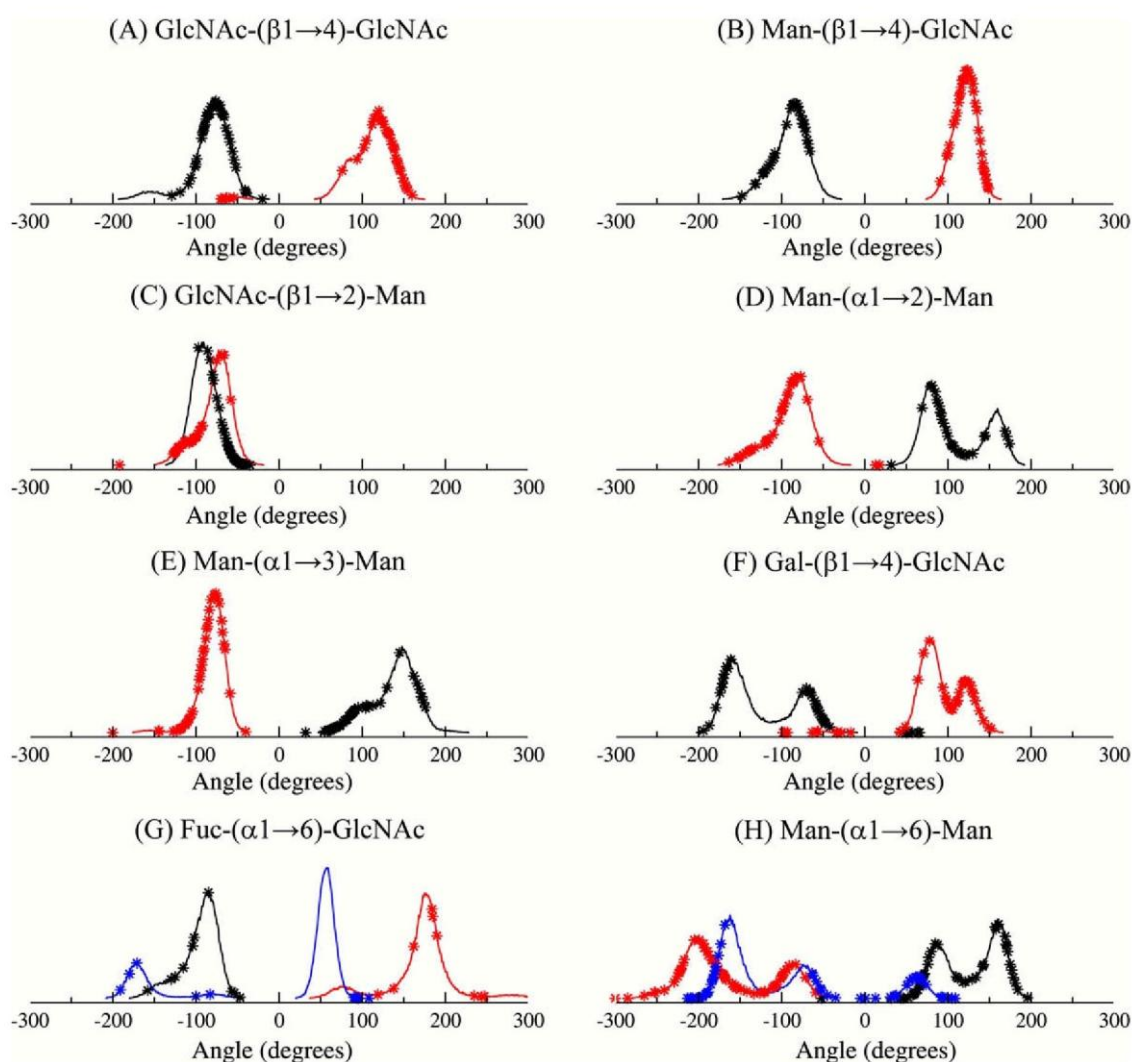 (A) GlcNAc-(β1→4)-GlcNAc
-300 -200 -100 0 100 200 300
Angle (degrees)
(B) Man-(β1→4)-GlcNAc
-300 -200 -100 0 100 200 300
Angle (degrees)
(C) GlcNAc-(β1→2)-Man
-300 -200 -100 0 100 200 300
Angle (degrees)
(D) Man-(α1→2)-Man
-300 -200 -100 0 100 200 300
Angle (degrees)
(E) Man-(α1→3)-Man
-300 -200 -100 0 100 200 300
Angle (degrees)
(F) Gal-(β1→4)-GlcNAc
-300 -200 -100 0 100 200 300
Angle (degrees)
(G) Fuc-(α1→6)-GlcNAc
-300 -200 -100 0 100 200 300
Angle (degrees)
(H) Man-(α1→6)-Man
-300 -200 -100 0 100 200 300
Angle (degrees)